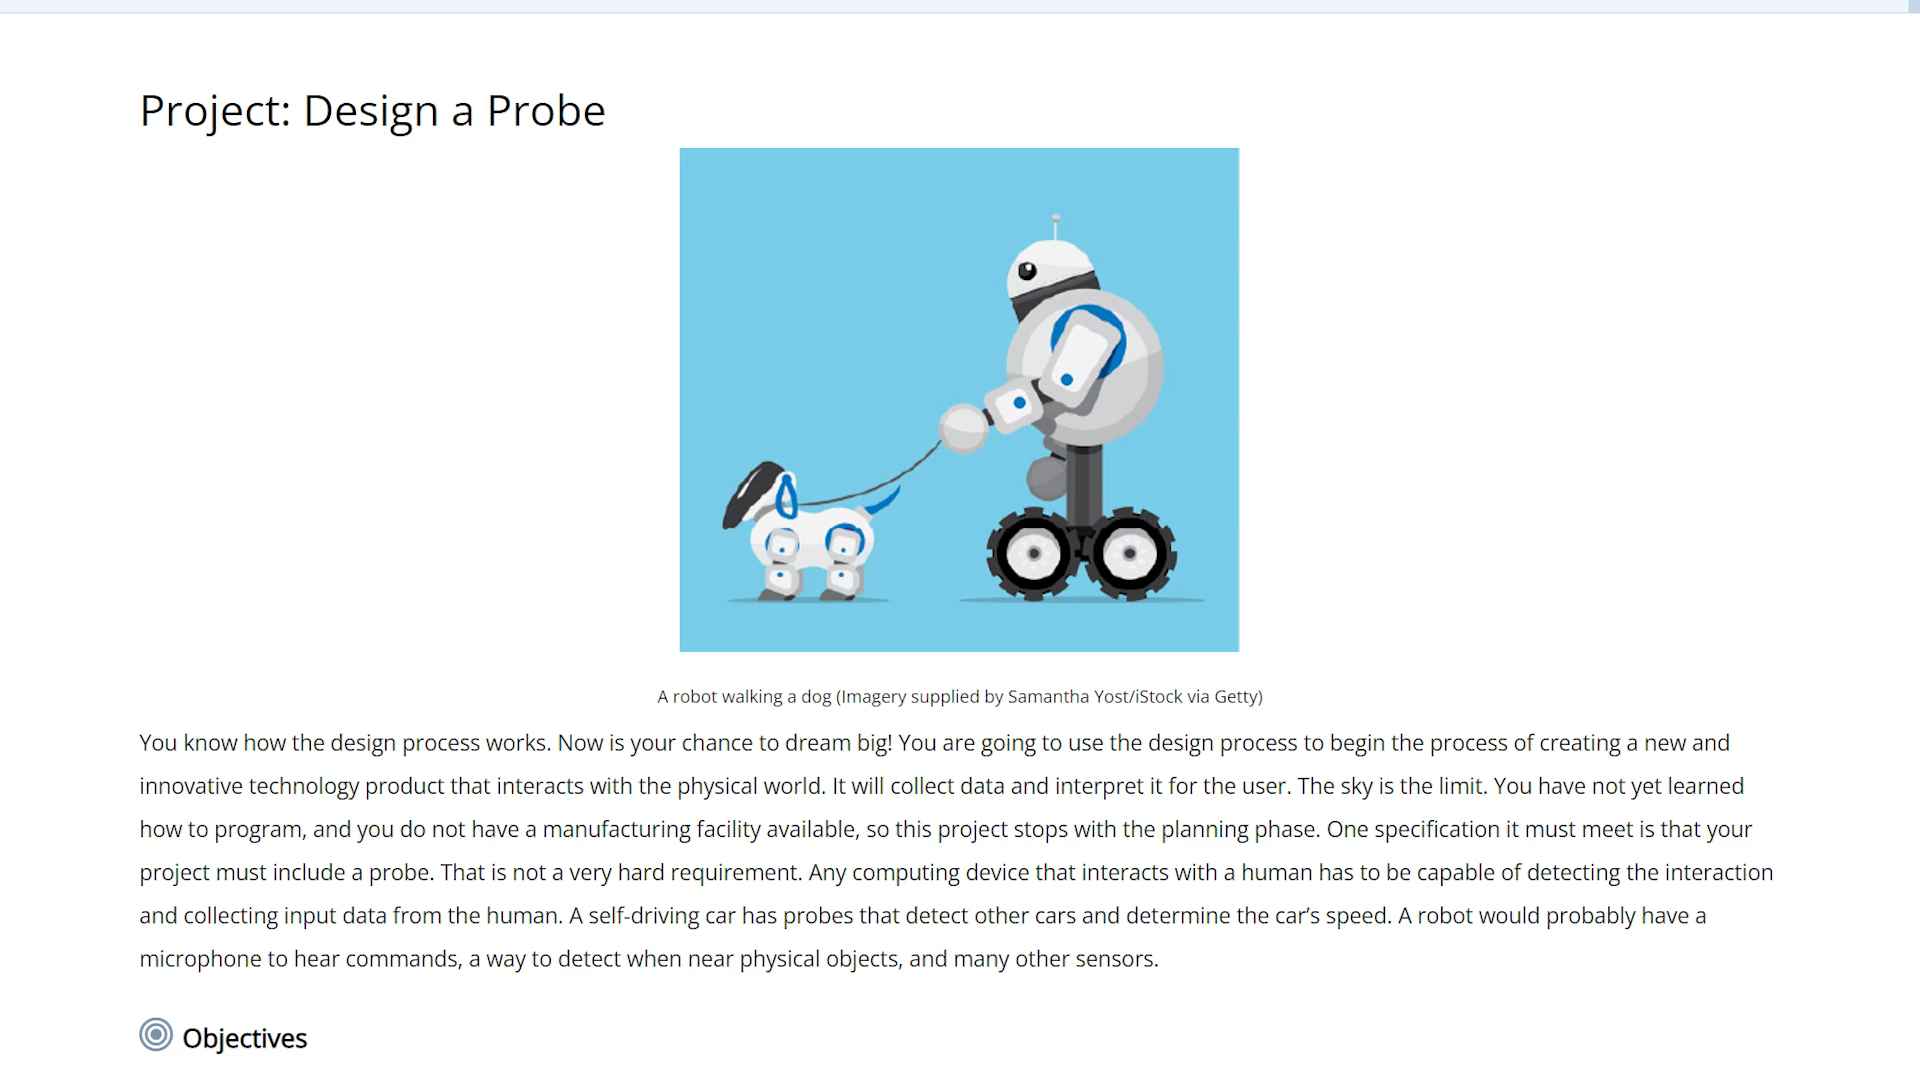 Project: Design a Probe
A robot walking a dog (Imagery supplied by Samantha Yost/iStock via Getty)
You know how the design process works. Now is your chance to dream big! You are going to use the design process to begin the process of creating a new and
innovative technology product that interacts with the physical world. It will collect data and interpret it for the user. The sky is the limit. You have not yet learned
how to program, and you do not have a manufacturing facility available, so this project stops with the planning phase. One specification it must meet is that your
project must include a probe. That is not a very hard requirement. Any computing device that interacts with a human has to be capable of detecting the interaction
and collecting input data from the human. A self-driving car has probes that detect other cars and determine the car’s speed. A robot would probably have a
microphone to hear commands, a way to detect when near physical objects, and many other sensors.
Objectives